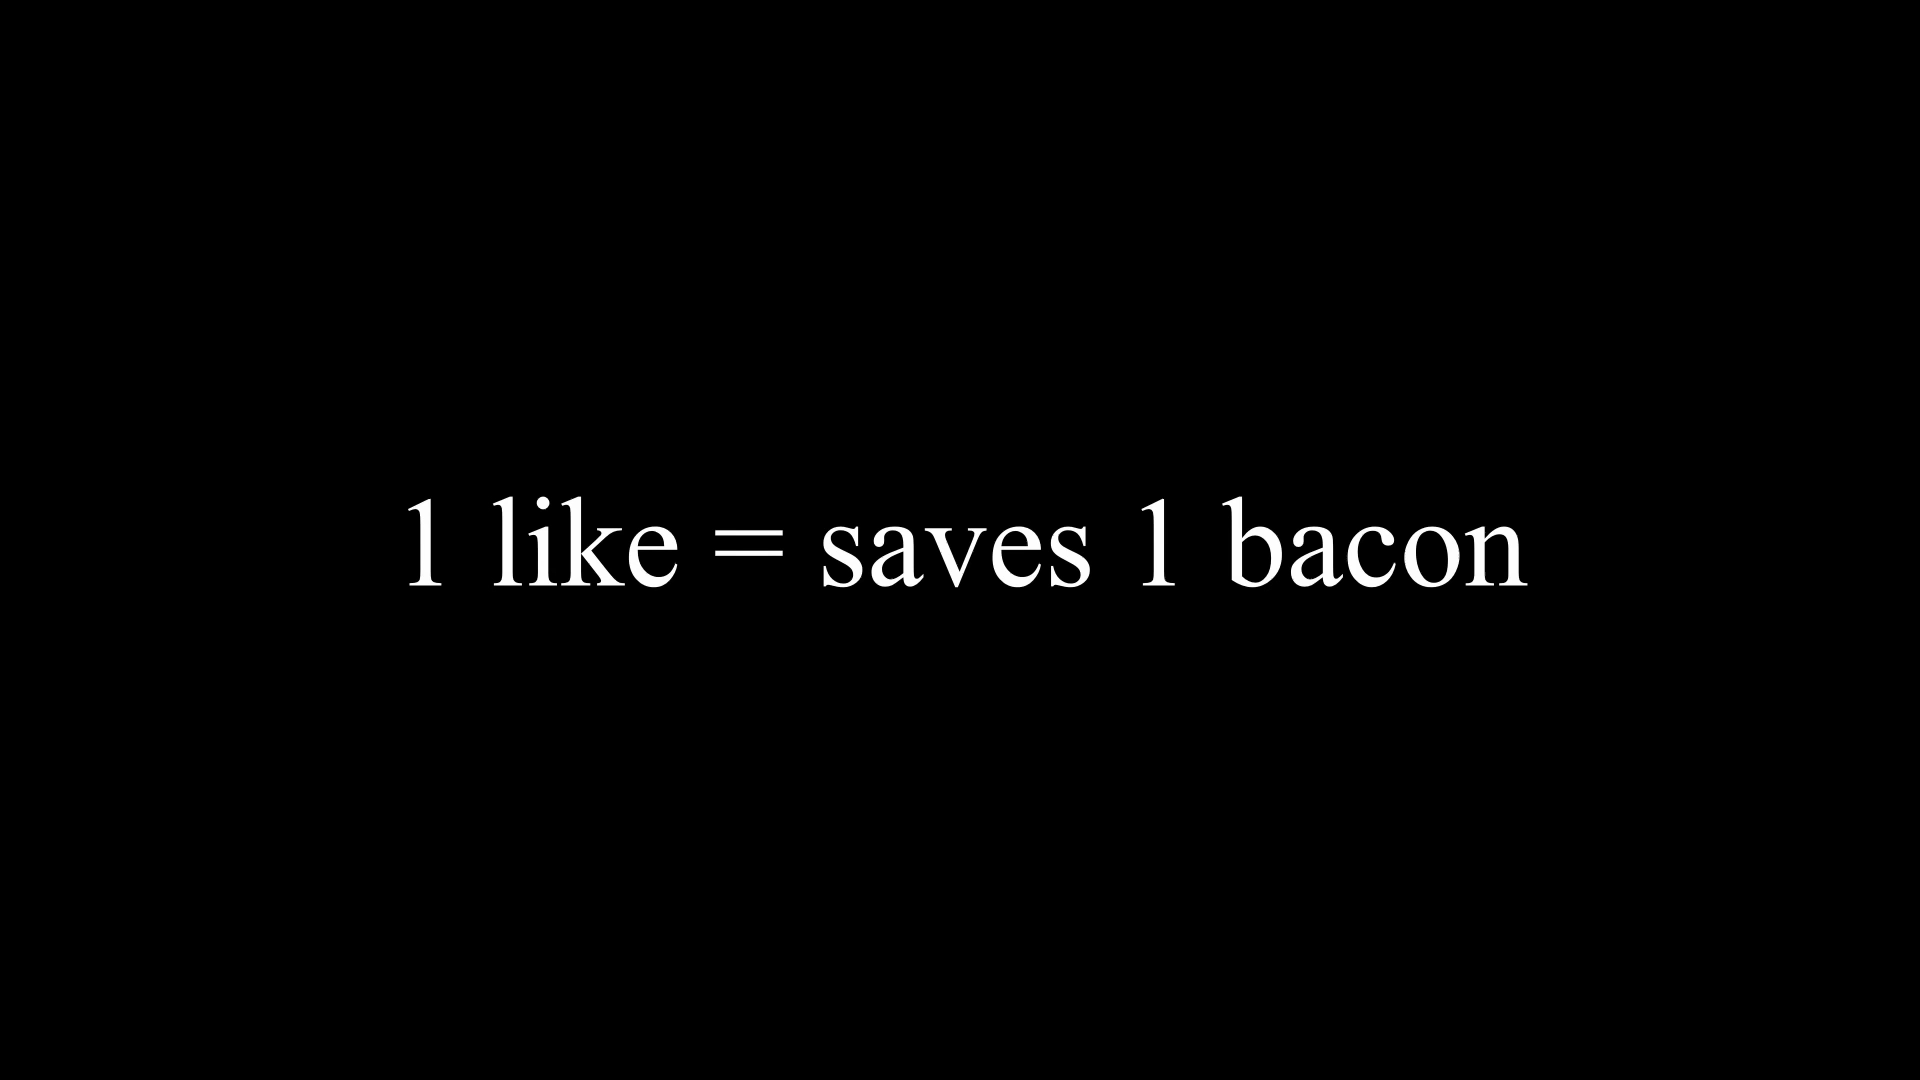 1 like = saves 1 bacon